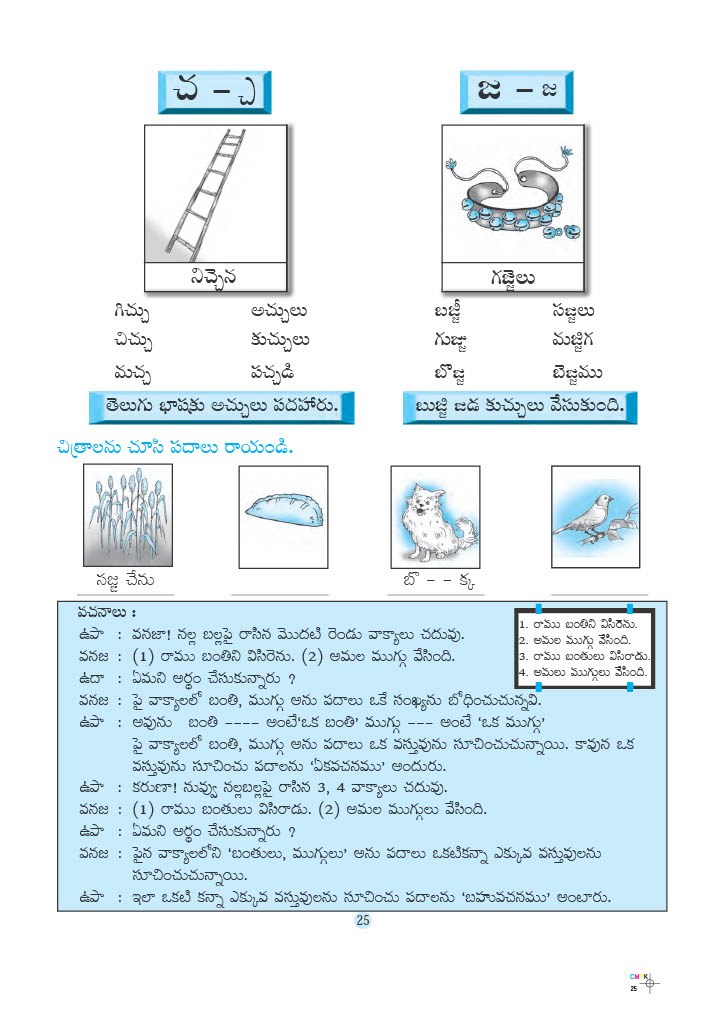 చ – చ్చ
జ – జ
నిచ్చెన
గజ్జెలు
గిచ్చు అచ్చులు బజ్జీ సజ్జలు
చిచ్చు కుచ్చులు గుజ్జు మజ్జిగ
మచ్చ పచ్చడి బొజ్జ బెజ్జము
తెలుగు భాషకు అచ్చులు పదహారు.
బుజ్జి జడ కుచ్చులు వేసుకుంది.
చిత్రాలను చూసి పదాలు రాయండి.
సజ్జ చేను
బొ – – క్క
వచనాలు :
ఉపా : వనజా! నల్ల బల్లపై రాసిన మొదటి రెండు వాక్యాలు చదువు.
వనజ : (1) రాము బంతిని విసిరెను. (2) అమల ముగ్గు వేసింది.
ఉదా : ఏమని అర్థం చేసుకున్నారు ?
1. రాము బంతిని విసిరెను.
2. అమల ముగ్గు వేసింది.
3. రాము బంతులు విసిరాడు.
4. అమలు ముగ్గులు వేసింది.
వనజ : పై వాక్యాలలో బంతి, ముగ్గు అను పదాలు ఒకే సంఖ్యను బోధించుచున్నవి.
ఉపా : అవును బంతి ---- అంటే‘ఒక బంతి’ ముగ్గు --- అంటే ‘ఒక ముగ్గు’
పై వాక్యాలలో బంతి, ముగ్గు అను పదాలు ఒక వస్తువును సూచించుచున్నాయి. కావున ఒక
వస్తువును సూచించు పదాలను ‘ఏకవచనము’ అందురు.
ఉపా : కరుణా! నువ్వు నల్లబల్లపై రాసిన 3, 4 వాక్యాలు చదువు.
వనజ : (1) రాము బంతులు విసిరాడు. (2) అమల ముగ్గులు వేసింది.
ఉపా : ఏమని అర్థం చేసుకున్నారు ?
వనజ : పైన వాక్యాలలోని ‘బంతులు, ముగ్గులు’ అను పదాలు ఒకటికన్నా ఎక్కువ వస్తువులను
సూచించుచున్నాయి.
ఉపా : ఇలా ఒకటి కన్నా ఎక్కువ వస్తువులను సూచించు పదాలను ‘బహువచనము’ అంటారు.
25
CMYK
25